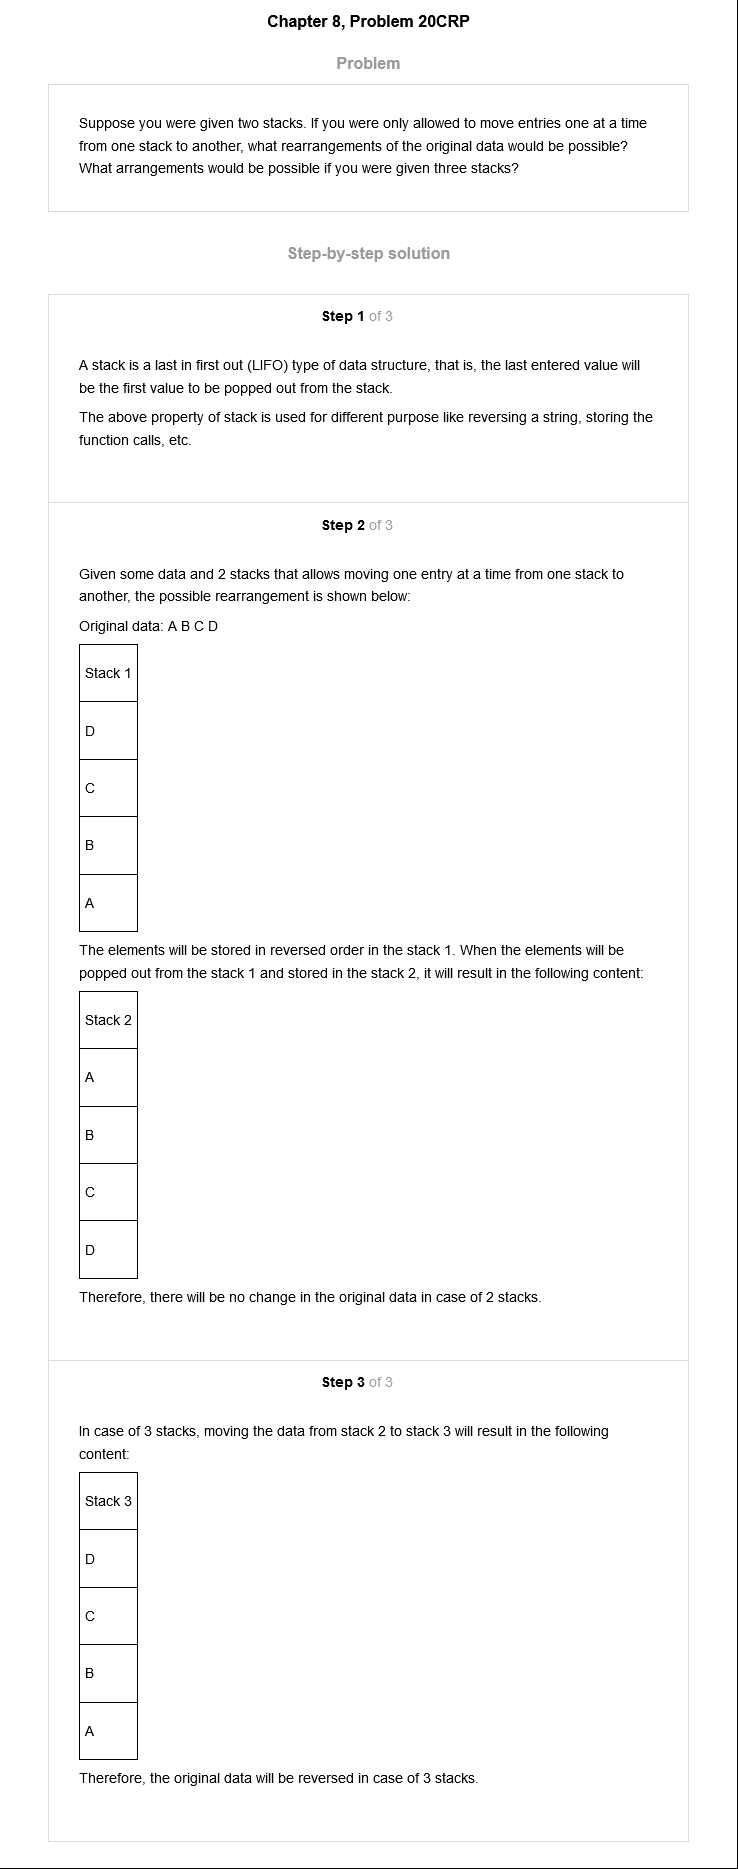 Chapter 8, Problem 20CRP
Problem
Suppose you were given two stacks. If you were only allowed to move entries one at a time
from one stack to another, what rearrangements of the original data would be possible?
What arrangements would be possible if you were given three stacks?
Step-by-step solution
Step 1 of 3
A stack is a last in first out (LIFO) type of data structure, that is, the last entered value will
be the first value to be popped out from the stack.
The above property of stack is used for different purpose like reversing a string, storing the
function calls, etc.
Step 2 of 3
Given some data and 2 stacks that allows moving one entry at a time from one stack to
another, the possible rearrangement is shown below:
Original data: A B C D
Stack 1
D
C
B
A
The elements will be stored in reversed order in the stack 1. When the elements will be
popped out from the stack 1 and stored in the stack 2, it will result in the following content:
Stack 2
A
B
C
D
Therefore, there will be no change in the original data in case of 2 stacks.
Step 3 of 3
In case of 3 stacks, moving the data from stack 2 to stack 3 will result in the following
content:
Stack 3
D
C
B
A
Therefore, the original data will be reversed in case of 3 stacks.